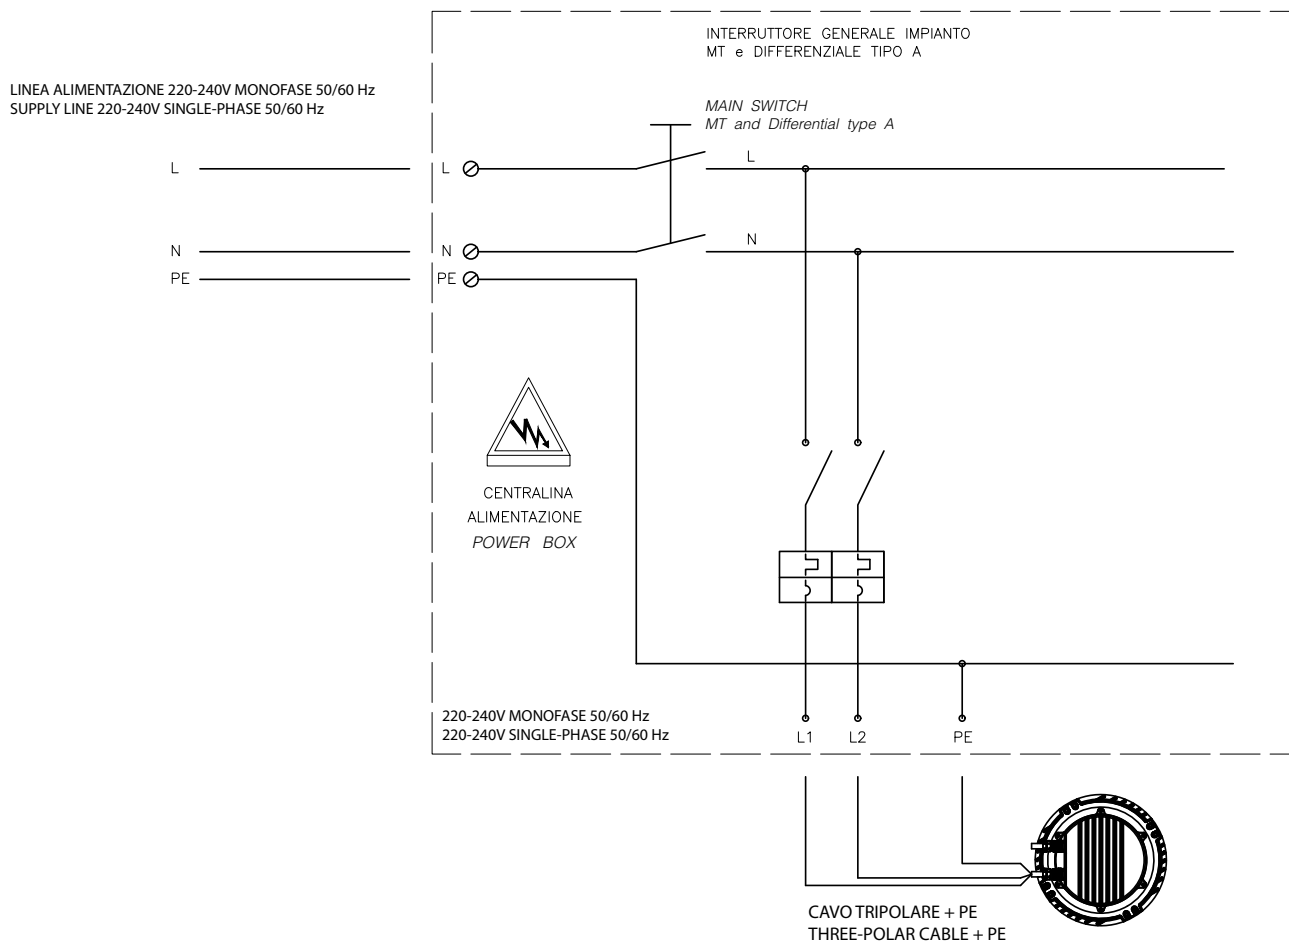 INTERRUTTORE GENERALE IMPIANTO
MT e DIFFERENZIALE TIPO A
LINEA ALIMENTAZIONE 220-240V MONOFASE 50/60 Hz
SUPPLY LINE 220-240V SINGLE-PHASE 50/60 Hz
MAIN SWITCH
MT and Differential type A
L
L
L
N
N
N
PE
PE
CENTRALINA
ALIMENTAZIONE
POWER BOX
220-240V MONOFASE 50/60 Hz
220-240V SINGLE-PHASE 50/60 Hz
L1
L2
PE
CAVO TRIPOLARE + PE
THREE-POLAR CABLE + PE